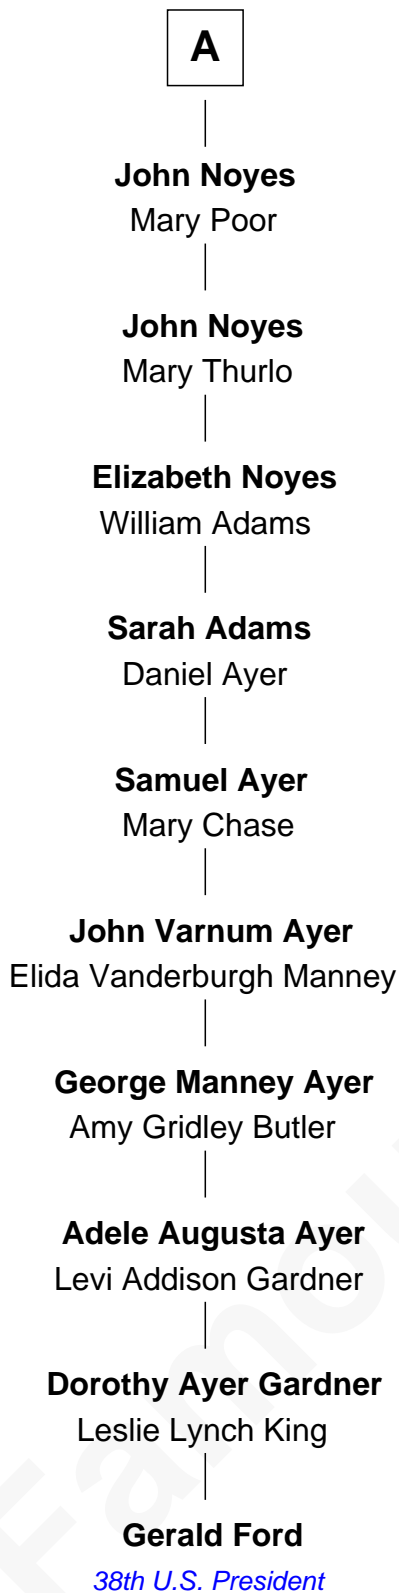 A
John Noyes
Mary Poor
John Noyes
Mary Thurlo
Elizabeth Noyes
William Adams
Sarah Adams
Daniel Ayer
Samuel Ayer
Mary Chase
John Varnum Ayer
Elida Vanderburgh Manney
George Manney Ayer
Amy Gridley Butler
Adele Augusta Ayer
Levi Addison Gardner
Dorothy Ayer Gardner
Leslie Lynch King
Gerald Ford
38th U.S. President